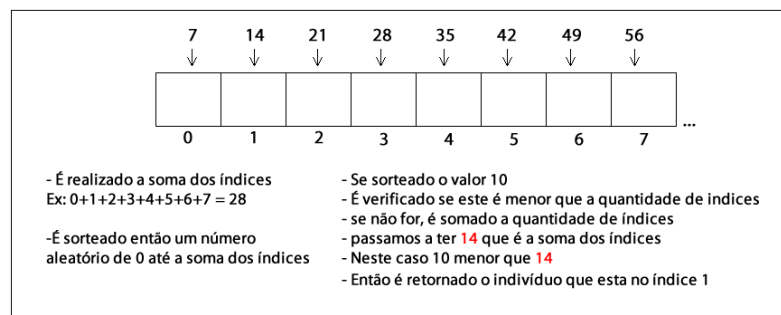 7 14 21 28 35 42 49 56
...
0 1 2 3 4 5 6 7
- É realizado a soma dos índices
Ex: 0+1+2+3+4+5+6+7 = 28
-É sorteado então um número
aleatório de 0 até a soma dos índices
- Se sorteado o valor 10
- É verificado se este é menor que a quantidade de indices
- se não for, é somado a quantidade de índices
- passamos a ter 14 que é a soma dos índices
- Neste caso 10 menor que 14
- Então é retornado o indivíduo que esta no índice 1